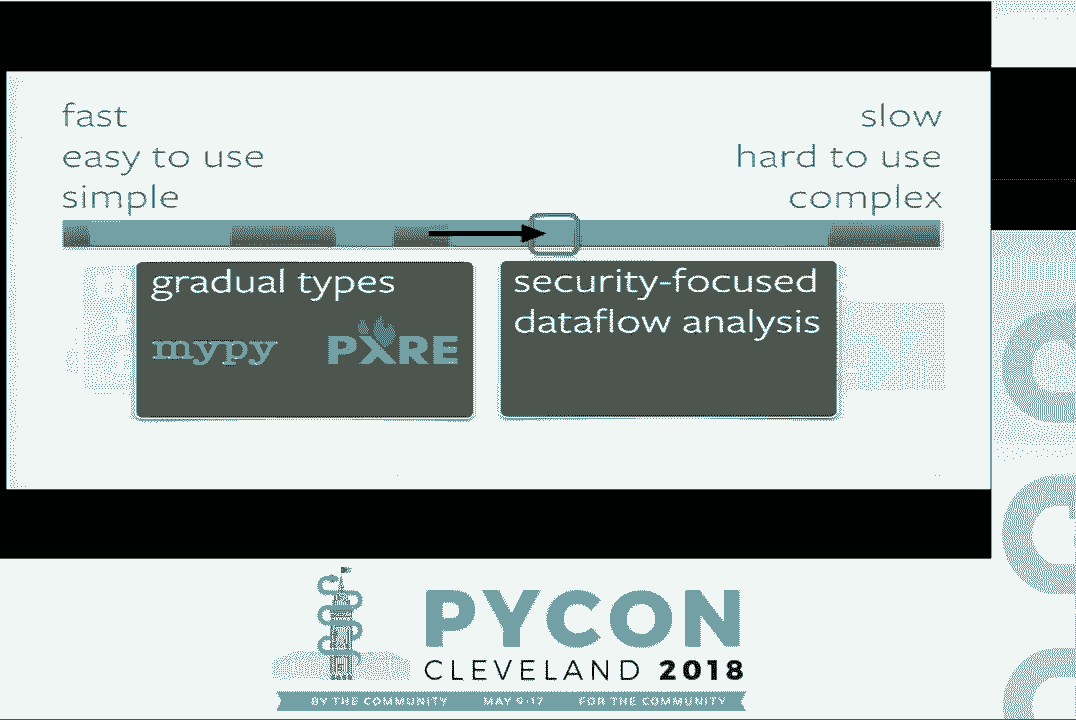 fast
easy to use
simple
slow
hard to use
complex
gradual types
mypy PYRE
security-focused
dataflow analysis
PYCON
CLEVELAND 2018
BY THE COMMUNITY MAY 9-17 FOR THE COMMUNITY